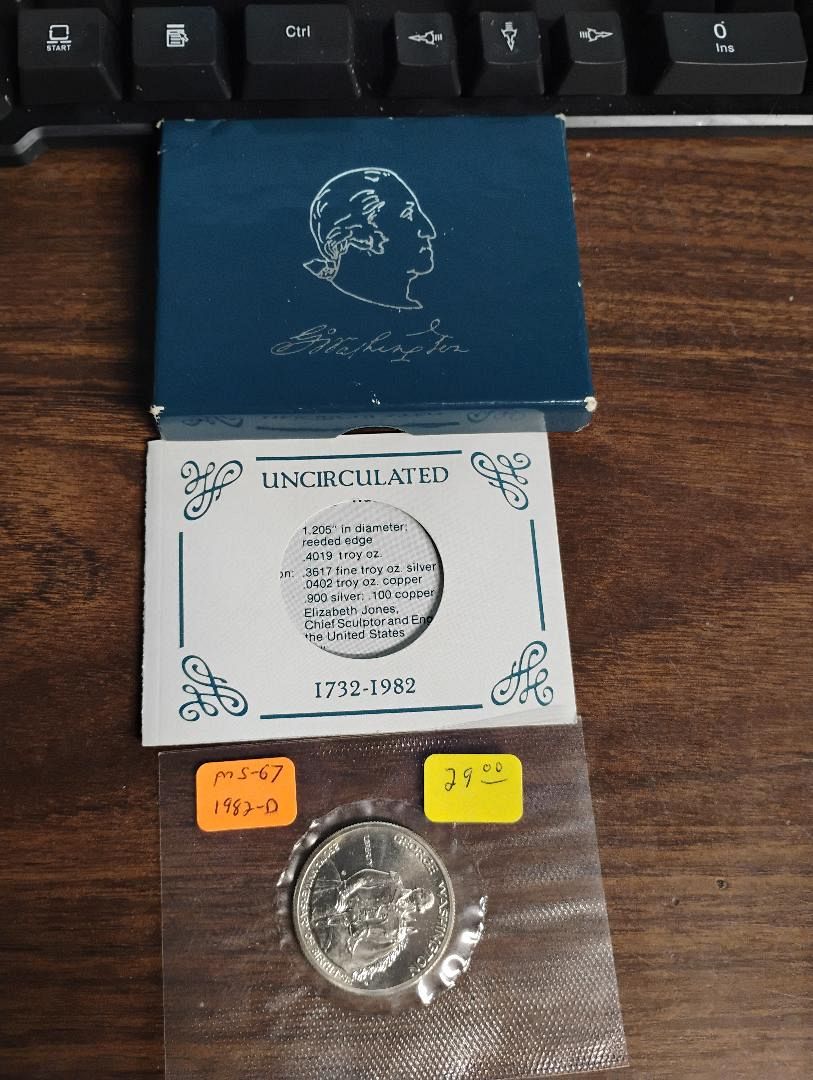 START
Ctrl
0
Ins
G Washington
UNCIRCULATED
1.205" in diameter;
reeded edge
.4019 troy oz.
on: .3617 fine troy oz. silver
.0402 troy oz. copper
.900 silver; .100 copper
Elizabeth Jones,
Chief Sculptor and Eng
the United States
1732-1982
MS-67
1982-D
29 00
GEORGE WASHINGTON
LIBERTY